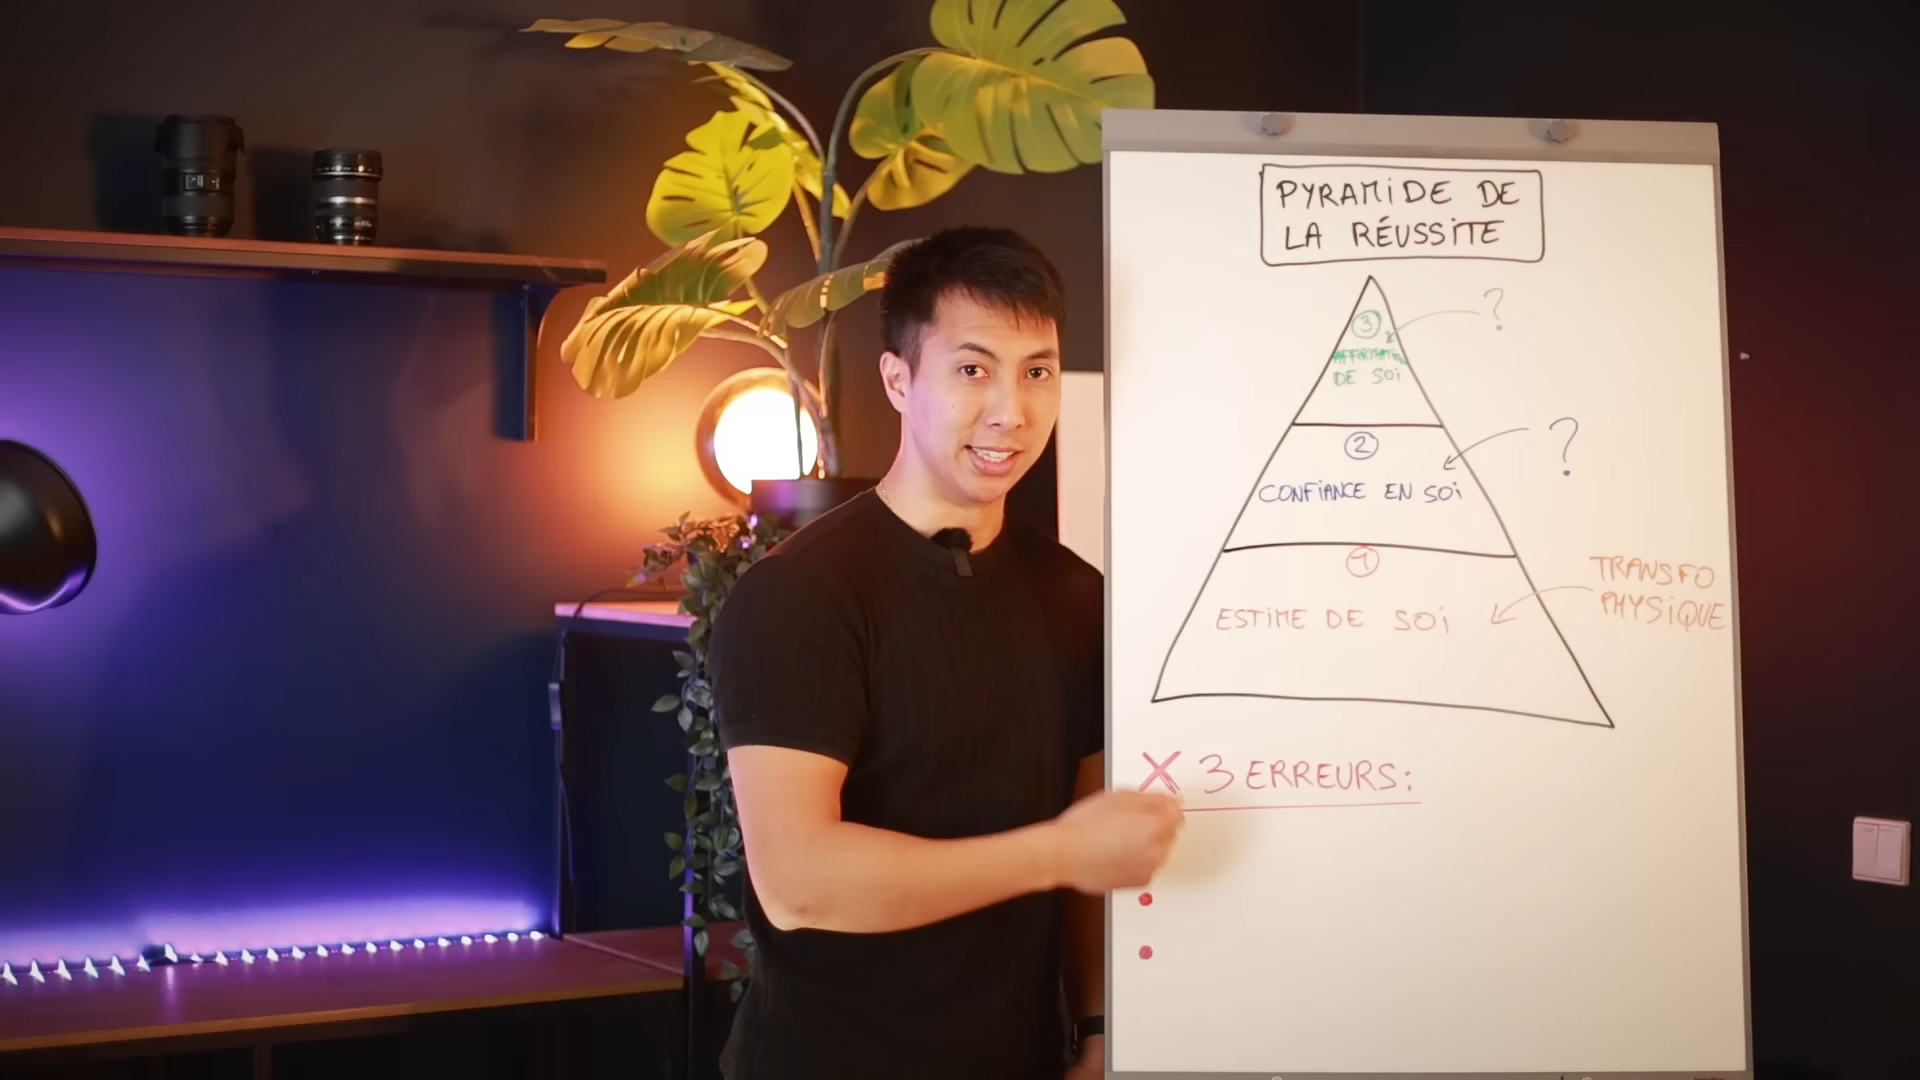 PYRAMIDE DE
LA RÉUSSITE
?
3
AFFIRMATION
DE SOI
?
2
CONFIANCE EN SOI
1
TRANSFO
PHYSIQUE
ESTIME DE SOI
X 3 ERREURS: